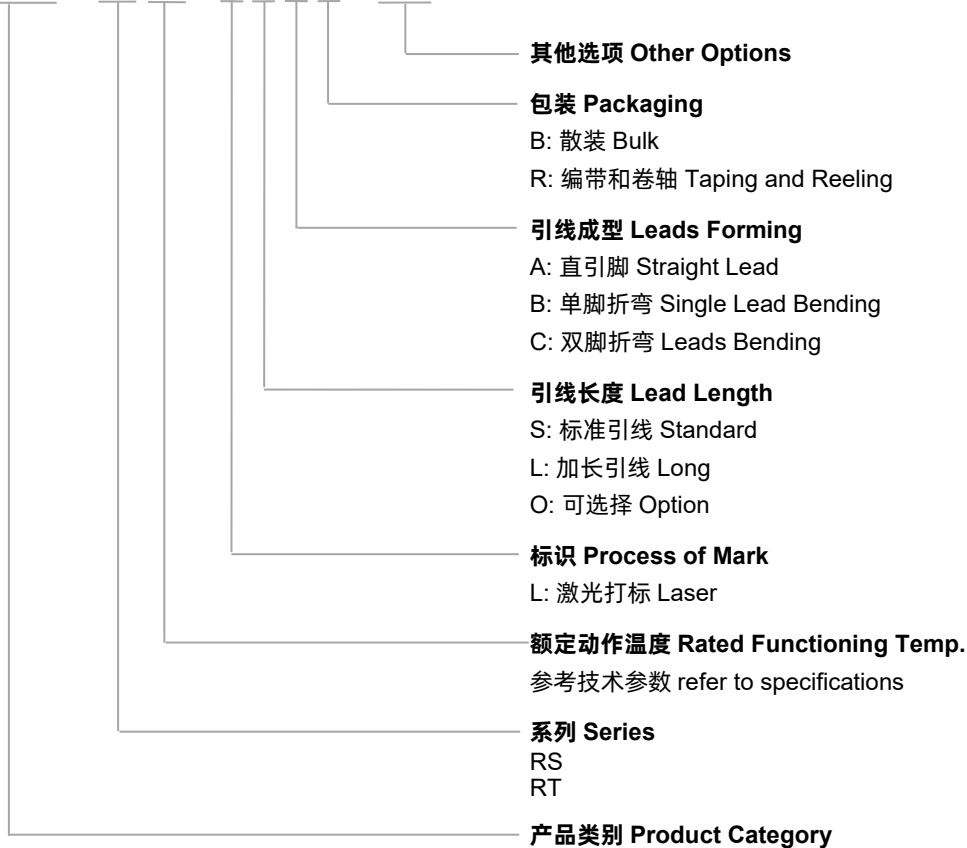 其他选项 Other Options
包装 Packaging
B: 散装 Bulk
R: 编带和卷轴 Taping and Reeling
引线成型 Leads Forming
A: 直引脚 Straight Lead
B: 单脚折弯 Single Lead Bending
C: 双脚折弯 Leads Bending
引线长度 Lead Length
S: 标准引线 Standard
L: 加长引线 Long
O: 可选择 Option
标识 Process of Mark
L: 激光打标 Laser
额定动作温度 Rated Functioning Temp.
参考技术参数 refer to specifications
系列 Series
RS
RT
产品类别 Product Category